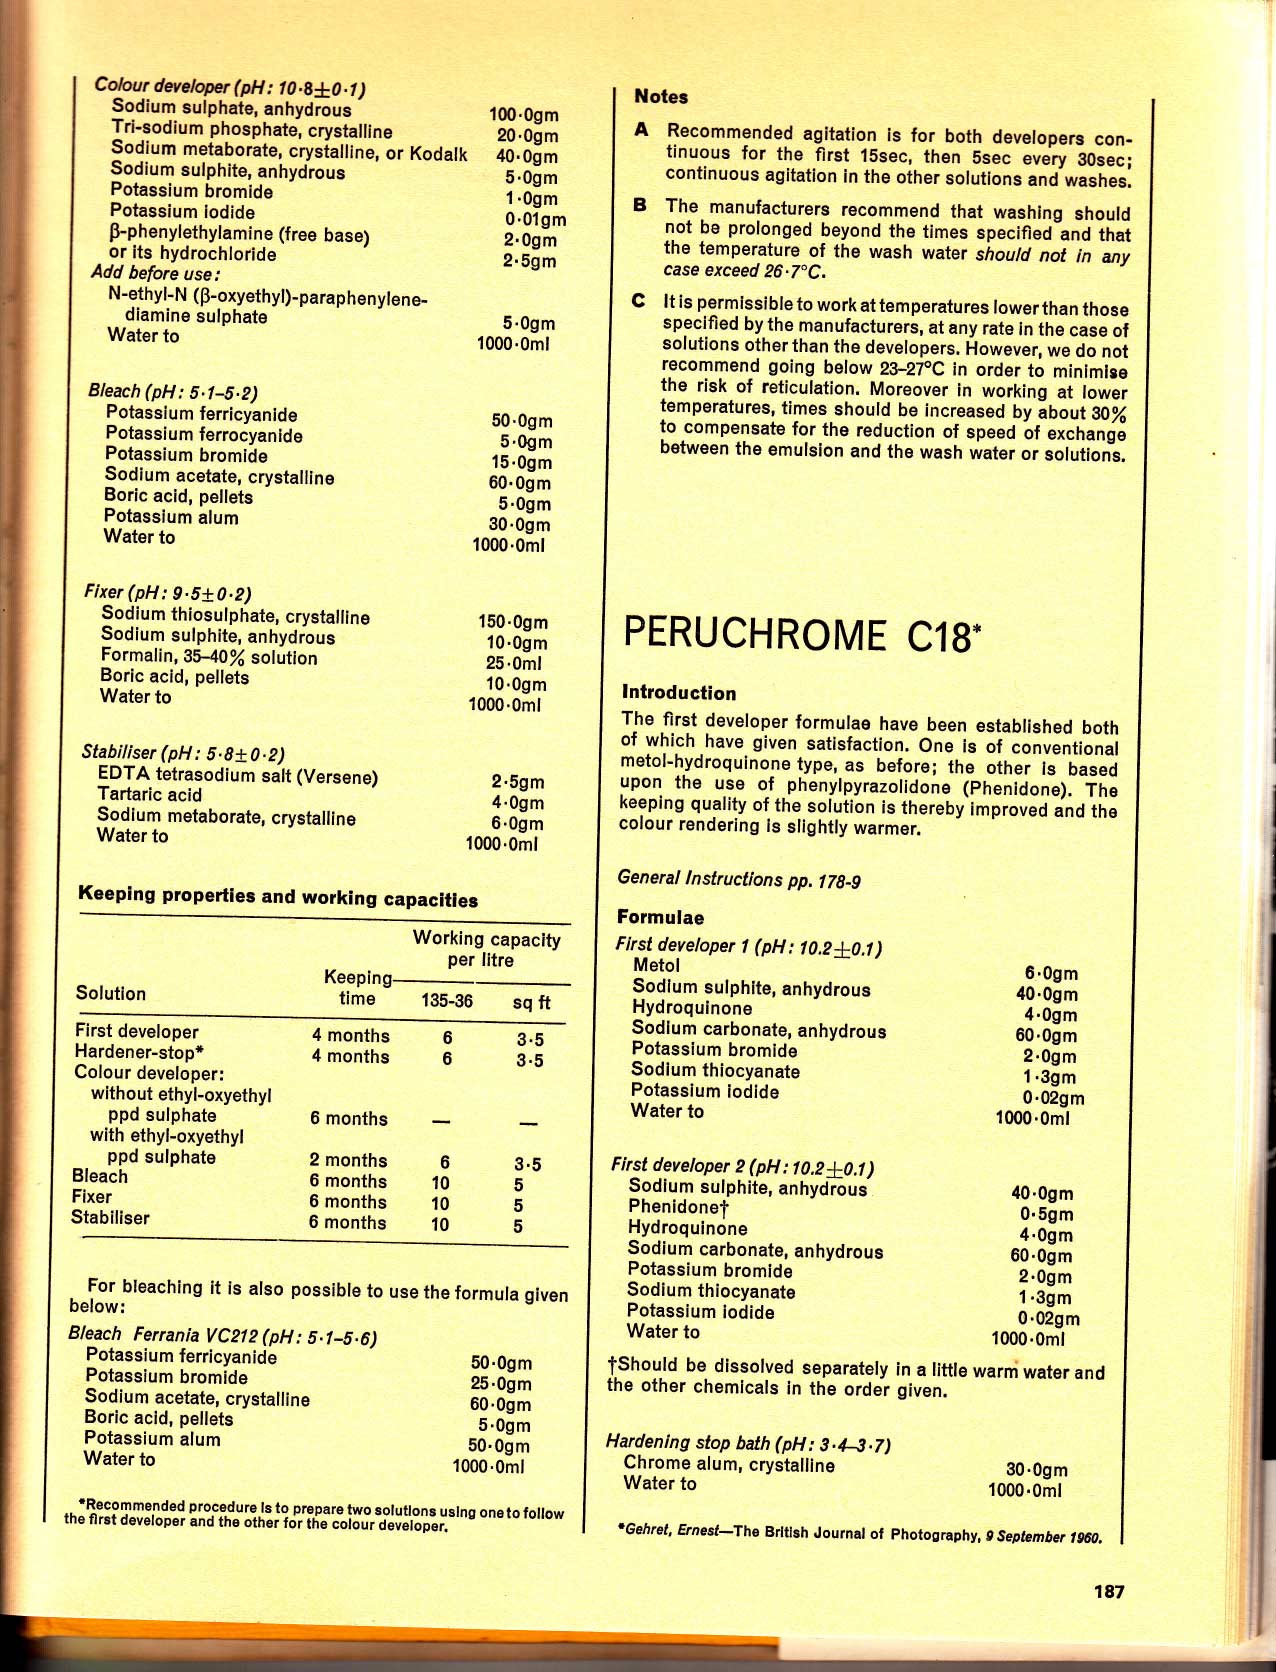 Colour developer (pH: 10·8±0·1)
Sodium sulphate, anhydrous 100·0gm
Tri-sodium phosphate, crystalline 20·0gm
Sodium metaborate, crystalline, or Kodalk 40·0gm
Sodium sulphite, anhydrous 5·0gm
Potassium bromide 1·0gm
Potassium iodide 0·01gm
β-phenylethylamine (free base) 2·0gm
or its hydrochloride 2·5gm
Add before use:
N-ethyl-N (β-oxyethyl)-paraphenylene-
diamine sulphate 5·0gm
Water to 1000·0ml
Bleach (pH: 5·1–5·2)
Potassium ferricyanide 50·0gm
Potassium ferrocyanide 5·0gm
Potassium bromide 15·0gm
Sodium acetate, crystalline 60·0gm
Boric acid, pellets 5·0gm
Potassium alum 30·0gm
Water to 1000·0ml
Fixer (pH: 9·5±0·2)
Sodium thiosulphate, crystalline 150·0gm
Sodium sulphite, anhydrous 10·0gm
Formalin, 35–40% solution 25·0ml
Boric acid, pellets 10·0gm
Water to 1000·0ml
Stabiliser (pH: 5·8±0·2)
EDTA tetrasodium salt (Versene) 2·5gm
Tartaric acid 4·0gm
Sodium metaborate, crystalline 6·0gm
Water to 1000·0ml
Keeping properties and working capacities
Working capacity
per litre
Keeping
Solution time 135-36 sq ft
First developer 4 months 6 3·5
Hardener-stop* 4 months 6 3·5
Colour developer:
without ethyl-oxyethyl
ppd sulphate 6 months — —
with ethyl-oxyethyl
ppd sulphate 2 months 6 3·5
Bleach 6 months 10 5
Fixer 6 months 10 5
Stabiliser 6 months 10 5
For bleaching it is also possible to use the formula given
below:
Bleach Ferrania VC212 (pH: 5·1–5·6)
Potassium ferricyanide 50·0gm
Potassium bromide 25·0gm
Sodium acetate, crystalline 60·0gm
Boric acid, pellets 5·0gm
Potassium alum 50·0gm
Water to 1000·0ml
*Recommended procedure is to prepare two solutions using one to follow
the first developer and the other for the colour developer.
Notes
A Recommended agitation is for both developers con-
tinuous for the first 15sec, then 5sec every 30sec;
continuous agitation in the other solutions and washes.
B The manufacturers recommend that washing should
not be prolonged beyond the times specified and that
the temperature of the wash water should not in any
case exceed 26·7°C.
C It is permissible to work at temperatures lower than those
specified by the manufacturers, at any rate in the case of
solutions other than the developers. However, we do not
recommend going below 23–27°C in order to minimise
the risk of reticulation. Moreover in working at lower
temperatures, times should be increased by about 30%
to compensate for the reduction of speed of exchange
between the emulsion and the wash water or solutions.
PERUCHROME C18*
Introduction
The first developer formulae have been established both
of which have given satisfaction. One is of conventional
metol-hydroquinone type, as before; the other is based
upon the use of phenylpyrazolidone (Phenidone). The
keeping quality of the solution is thereby improved and the
colour rendering is slightly warmer.
General Instructions pp. 178-9
Formulae
First developer 1 (pH: 10.2±0.1)
Metol 6·0gm
Sodium sulphite, anhydrous 40·0gm
Hydroquinone 4·0gm
Sodium carbonate, anhydrous 60·0gm
Potassium bromide 2·0gm
Sodium thiocyanate 1·3gm
Potassium iodide 0·02gm
Water to 1000·0ml
First developer 2 (pH: 10.2±0.1)
Sodium sulphite, anhydrous 40·0gm
Phenidone† 0·5gm
Hydroquinone 4·0gm
Sodium carbonate, anhydrous 60·0gm
Potassium bromide 2·0gm
Sodium thiocyanate 1·3gm
Potassium iodide 0·02gm
Water to 1000·0ml
†Should be dissolved separately in a little warm water and
the other chemicals in the order given.
Hardening stop bath (pH: 3·4–3·7)
Chrome alum, crystalline 30·0gm
Water to 1000·0ml
*Gehret, Ernest—The British Journal of Photography, 9 September 1960.
187